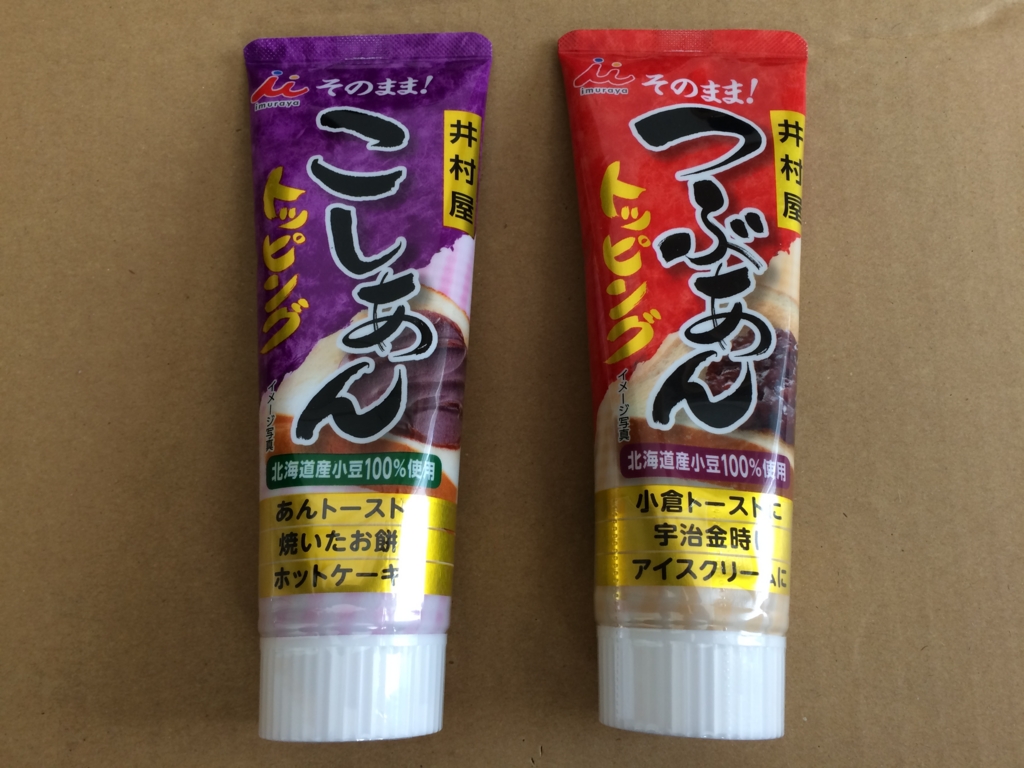 imuraya
そのまま!
こしあん
トッピング
井村屋
イメージ写真
北海道産小豆100%使用
あんトースト
焼いたお餅
ホットケーキ
imuraya
そのまま!
つぶあん
トッピング
井村屋
イメージ写真
北海道産小豆100%使用
小倉トーストに
宇治金時に
アイスクリームに